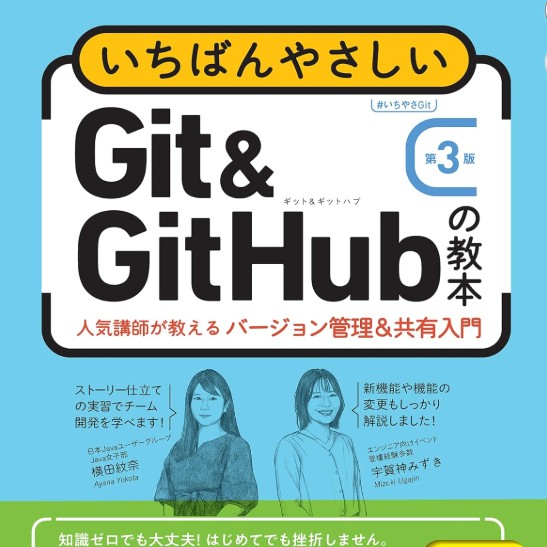 いちばんやさしい
#いちやさGit
Git&
第3版
ギット&ギットハブ
GitHub
の教本
人気講師が教えるバージョン管理&共有入門
ストーリー仕立て
の実習でチーム
開発を学べます!
日本Javaユーザーグループ
Java女子部
横田紋奈
Ayana Yokota
新機能や機能の
変更もしっかり
解説しました!
エンジニア向けイベント
登壇経験多数
宇賀神みずき
Mizuki Ugajin
知識ゼロでも大丈夫!はじめてでも挫折しません。